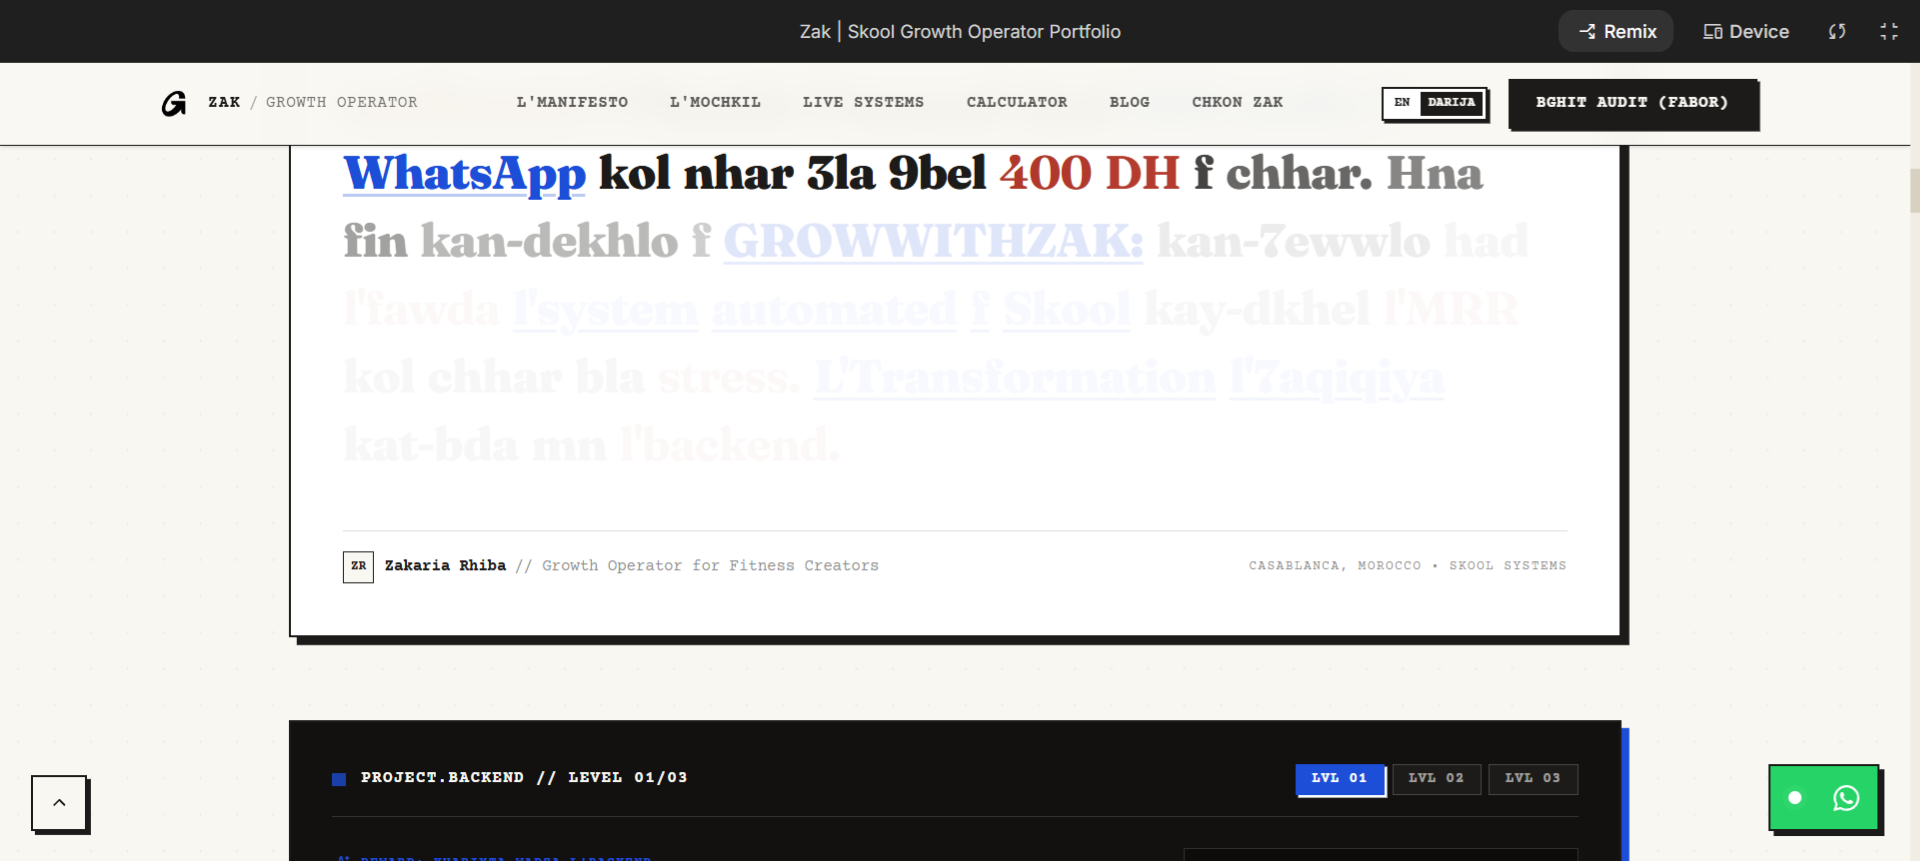 Zak | Skool Growth Operator Portfolio
Remix
Device
G
ZAK / GROWTH OPERATOR
L'MANIFESTO
L'MOCHKIL
LIVE SYSTEMS
CALCULATOR
BLOG
CHKON ZAK
EN
DARIJA
BGHIT AUDIT (FABOR)
WhatsApp kol nhar 3la 9bel 400 DH f chhar. Hna
fin kan-dekhlo f GROWWITHZAK: kan-7ewwlo had
l'fawda l'system automated f Skool kay-dkhel l'MRR
kol chhar bla stress. L'Transformation l'7aqiqiya
kat-bda mn l'backend.
ZR
Zakaria Rhiba // Growth Operator for Fitness Creators
CASABLANCA, MOROCCO • SKOOL SYSTEMS
PROJECT.BACKEND // LEVEL 01/03
LVL 01
LVL 02
LVL 03